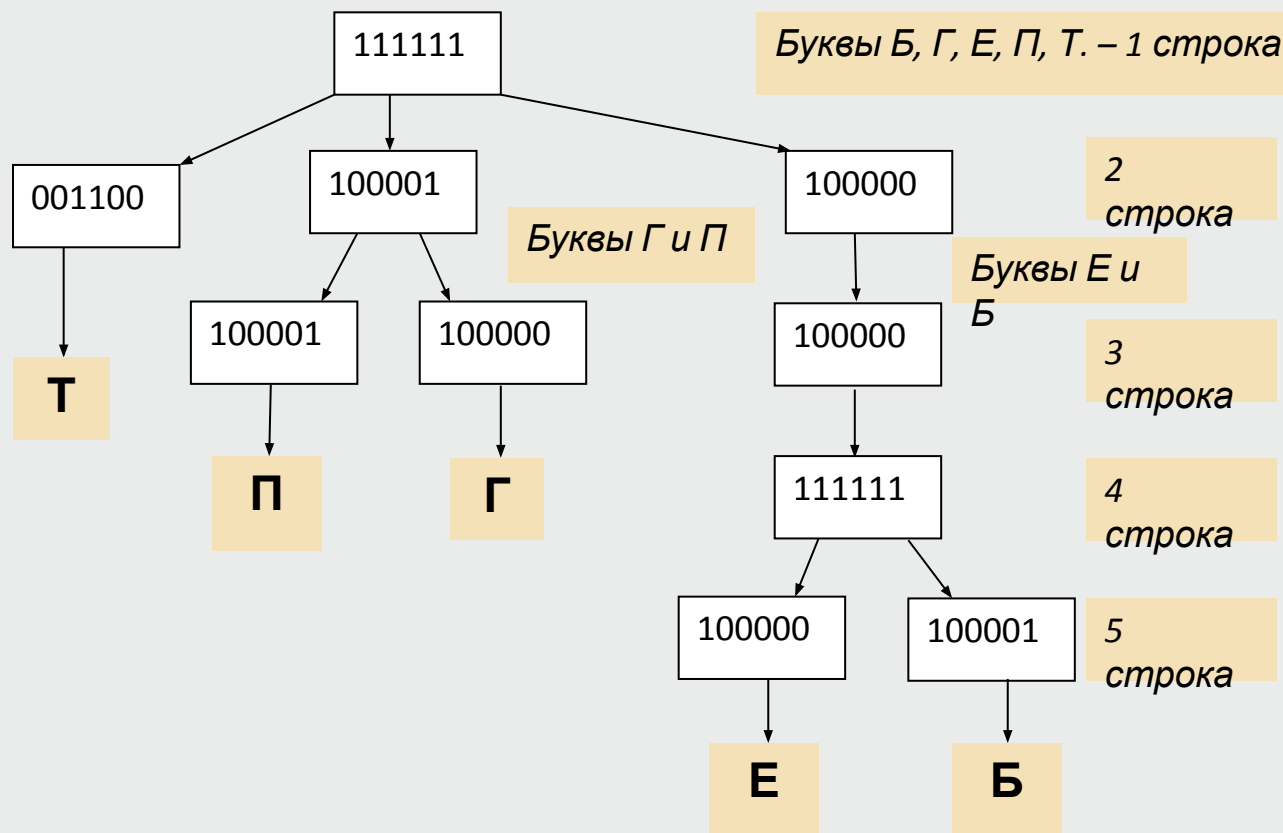 111111
Буквы Б, Г, Е, П, Т. – 1 строка
001100
100001
100000
2
строка
Буквы Г и П
Буквы Е и
Б
100001
100000
100000
3
строка
Т
П
Г
111111
4
строка
100000
100001
5
строка
Е
Б